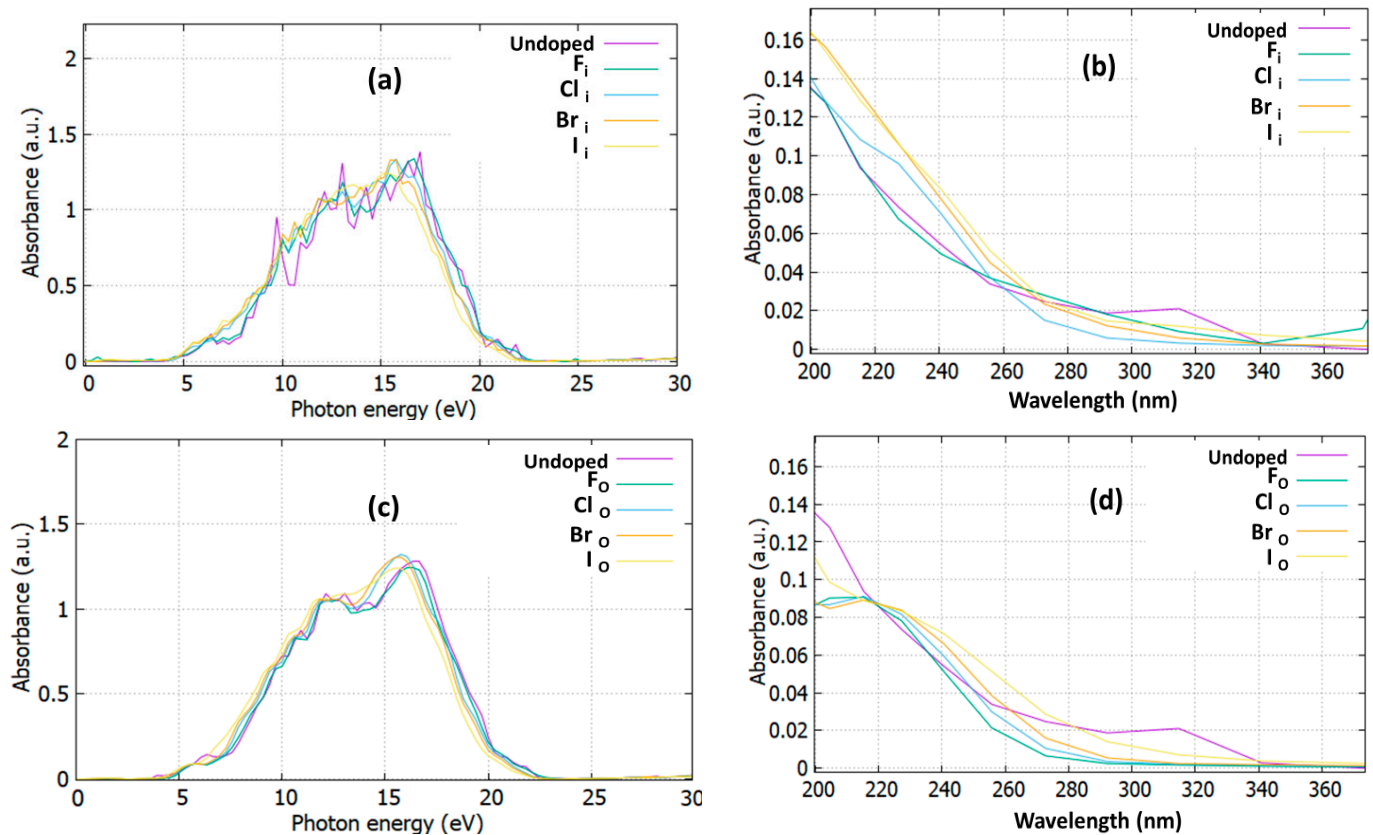 2
1.5
1
0.5
0
0 5 10 15 20 25 30
Absorbance (a.u.)
Photon energy (eV)
(a)
Undoped
F i
Cl i
Br i
I i
0.16
0.14
0.12
0.1
0.08
0.06
0.04
0.02
0
200 220 240 260 280 300 320 340 360
Absorbance (a.u.)
Wavelength (nm)
(b)
Undoped
F i
Cl i
Br i
I i
2
1.5
1
0.5
0
0 5 10 15 20 25 30
Absorbance (a.u.)
Photon energy (eV)
(c)
Undoped
F O
Cl O
Br O
I O
0.16
0.14
0.12
0.1
0.08
0.06
0.04
0.02
0
200 220 240 260 280 300 320 340 360
Absorbance (a.u.)
Wavelength (nm)
(d)
Undoped
F O
Cl O
Br O
I O